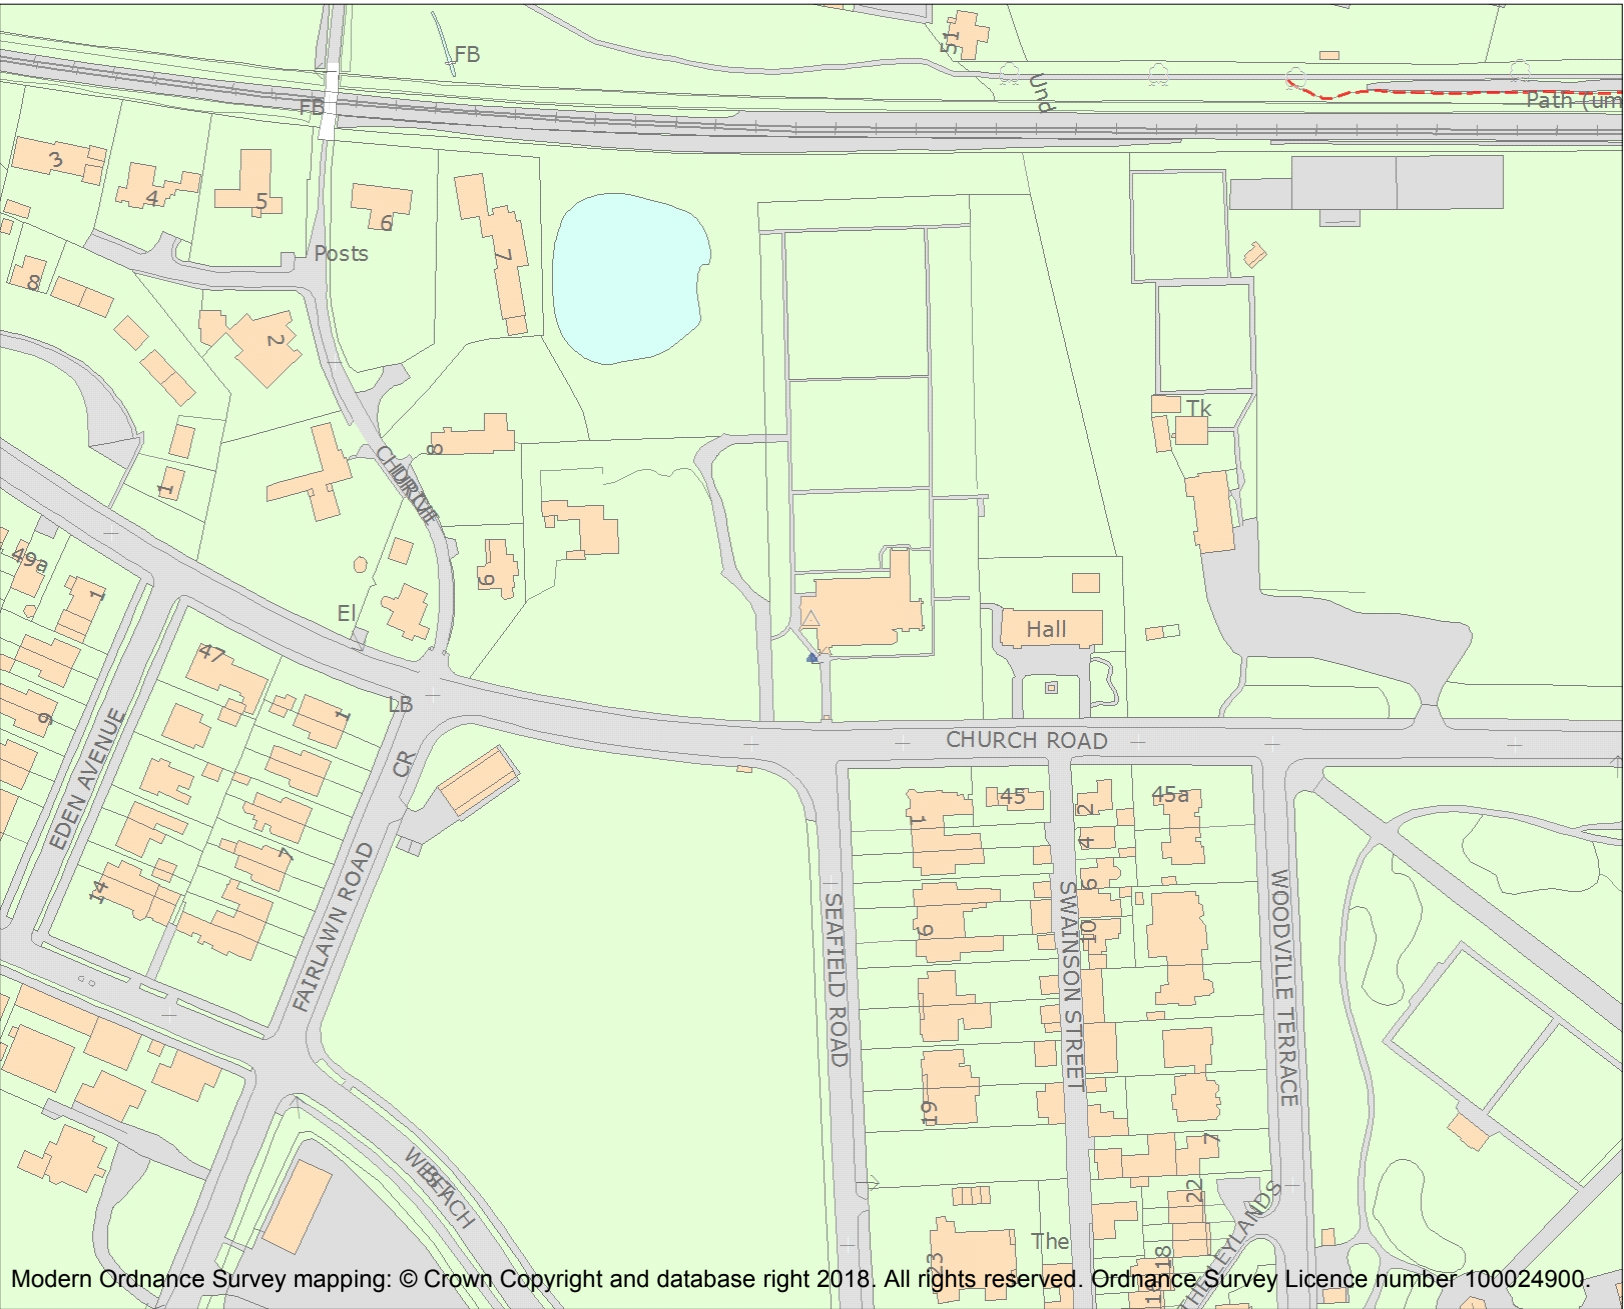 51
FB
Und
FB
Path (um
3
4
5
6
7
Posts
8
2
Tk
8
1
49a
1
6
El
Hall
47
LB
1
9
CHURCH ROAD
CR
EDEN AVENUE
45
45a
1
2
4
7
6
14
9
10
FAIRLAWN ROAD
SEAFIELD ROAD
SWAINSON STREET
WOODVILLE TERRACE
19
7
22
THE LEYLANDS
The
23
18
Modern Ordnance Survey mapping: © Crown Copyright and database right 2018. All rights reserved. Ordnance Survey Licence number 100024900.